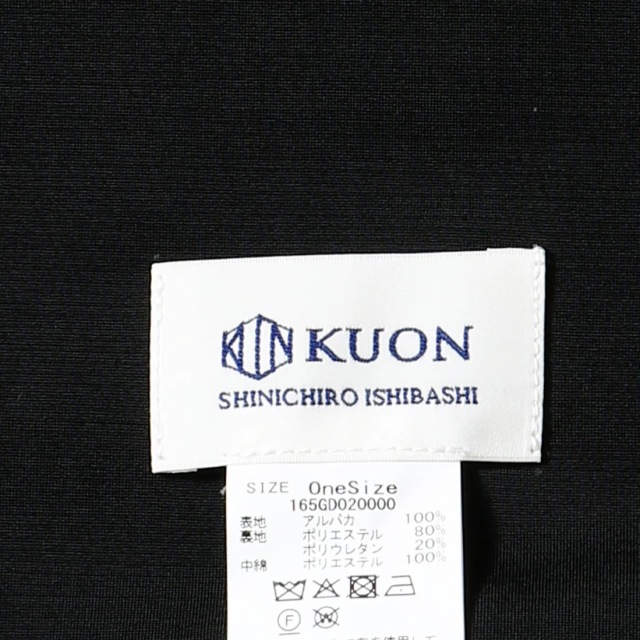 KUON
SHINICHIRO ISHIBASHI
SIZE OneSize
165GD020000
表地 アルパカ 100%
裏地 ポリエステル 80%
ポリウレタン 20%
中綿 ポリエステル 100%